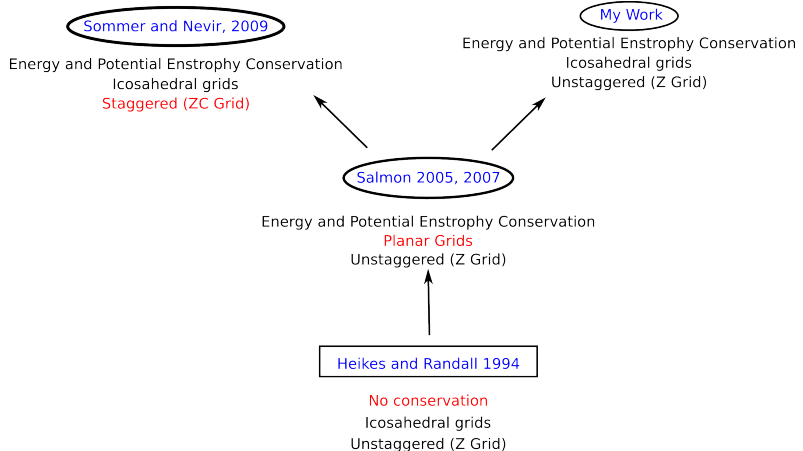 Sommer and Nevir, 2009
Energy and Potential Enstrophy Conservation
Icosahedral grids
Staggered (ZC Grid)
My Work
Energy and Potential Enstrophy Conservation
Icosahedral grids
Unstaggered (Z Grid)
Salmon 2005, 2007
Energy and Potential Enstrophy Conservation
Planar Grids
Unstaggered (Z Grid)
Heikes and Randall 1994
No conservation
Icosahedral grids
Unstaggered (Z Grid)